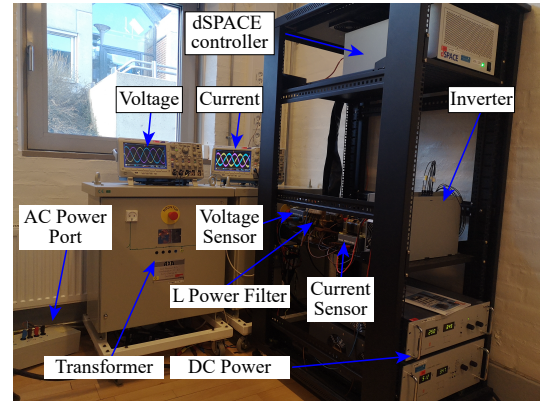 dSPACE
controller
dSPACE
Voltage
Current
Inverter
AC Power
Port
Voltage
Sensor
L Power Filter
Current
Sensor
Transformer
DC Power